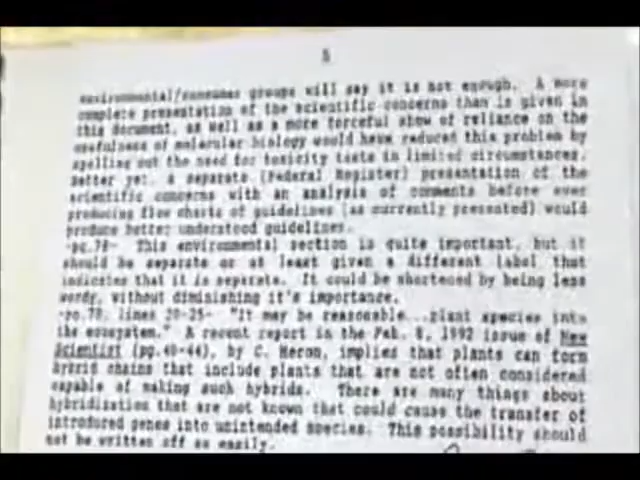 5
environmental/consumer groups will say it is not enough. A more
complete presentation of the scientific concerns than is given in
this document, as well as a more forceful show of reliance on the
usefulness of molecular biology would have reduced this problem by
spelling out the need for toxicity tests in limited circumstances.
Better yet, a separate (Federal Register) presentation of the
scientific concerns with an analysis of comments before ever
producing flow charts of guidelines (as currently presented) would
produce better understood guidelines.
-pg.78- This environmental section is quite important, but it
should be separate or at least given a different label that
indicates that it is separate. It could be shortened by being less
wordy, without diminishing it's importance.
-pg.78, lines 20-25- "It may be reasonable...plant species into
the ecosystem." A recent report in the Feb. 8, 1992 issue of New
Scientist (pg.40-44), by C. Heron, implies that plants can form
hybrid chains that include plants that are not often considered
capable of making such hybrids. There are many things about
hybridization that are not known that could cause the transfer of
introduced genes into unintended species. This possibility should
not be written off so easily.